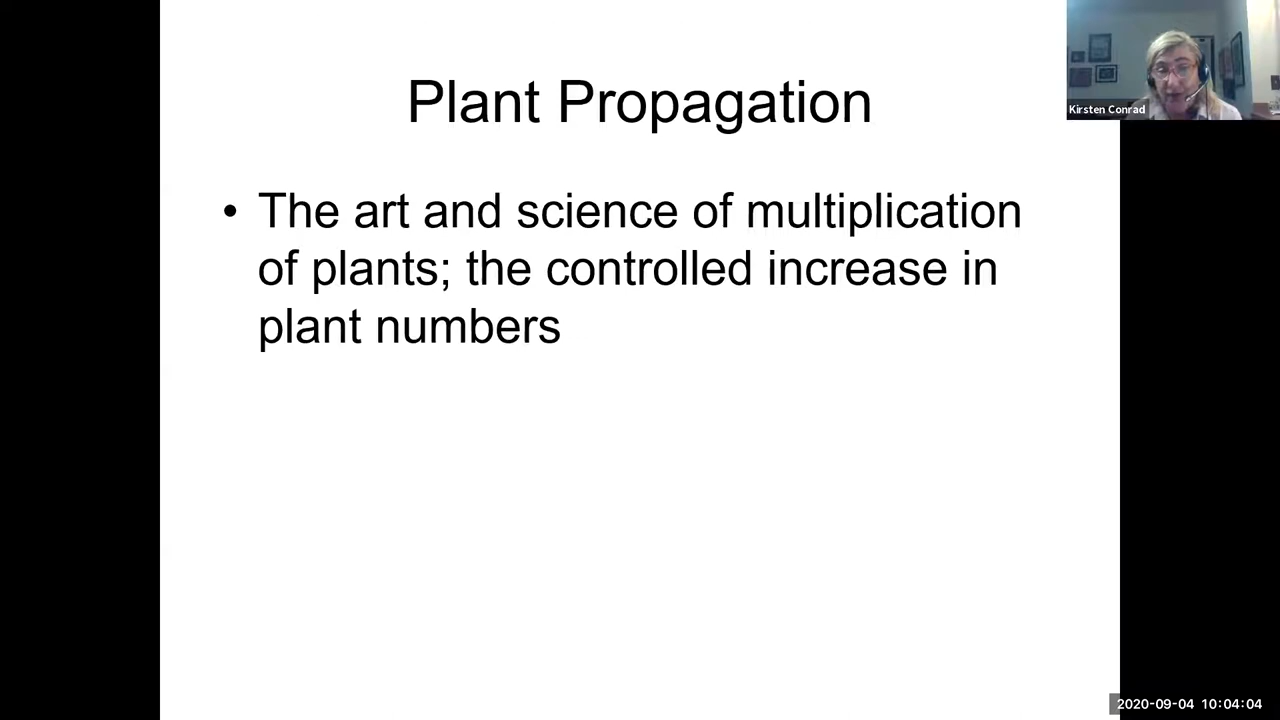 Plant Propagation
Kirsten Conrad
• The art and science of multiplication
of plants; the controlled increase in
plant numbers
2020-09-04 10:04:04